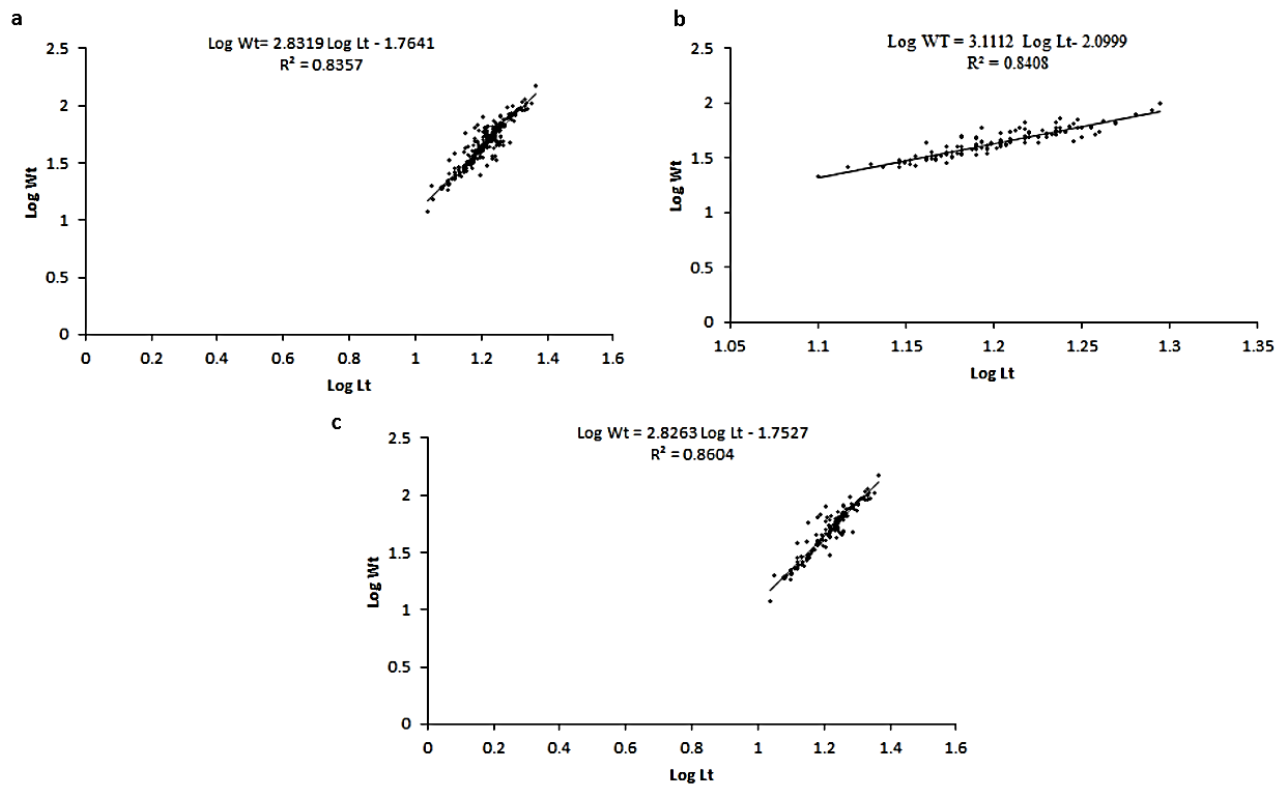 a
Log Wt= 2.8319 Log Lt - 1.7641
R² = 0.8357
2.5
2
1.5
1
0.5
0
0 0.2 0.4 0.6 0.8 1 1.2 1.4 1.6
Log Wt
Log Lt
b
Log WT = 3.1112 Log Lt- 2.0999
R² = 0.8408
2.5
2
1.5
1
0.5
0
1.05 1.1 1.15 1.2 1.25 1.3 1.35
Log Wt
Log Lt
c
Log Wt = 2.8263 Log Lt - 1.7527
R² = 0.8604
2.5
2
1.5
1
0.5
0
0 0.2 0.4 0.6 0.8 1 1.2 1.4 1.6
Log Wt
Log Lt